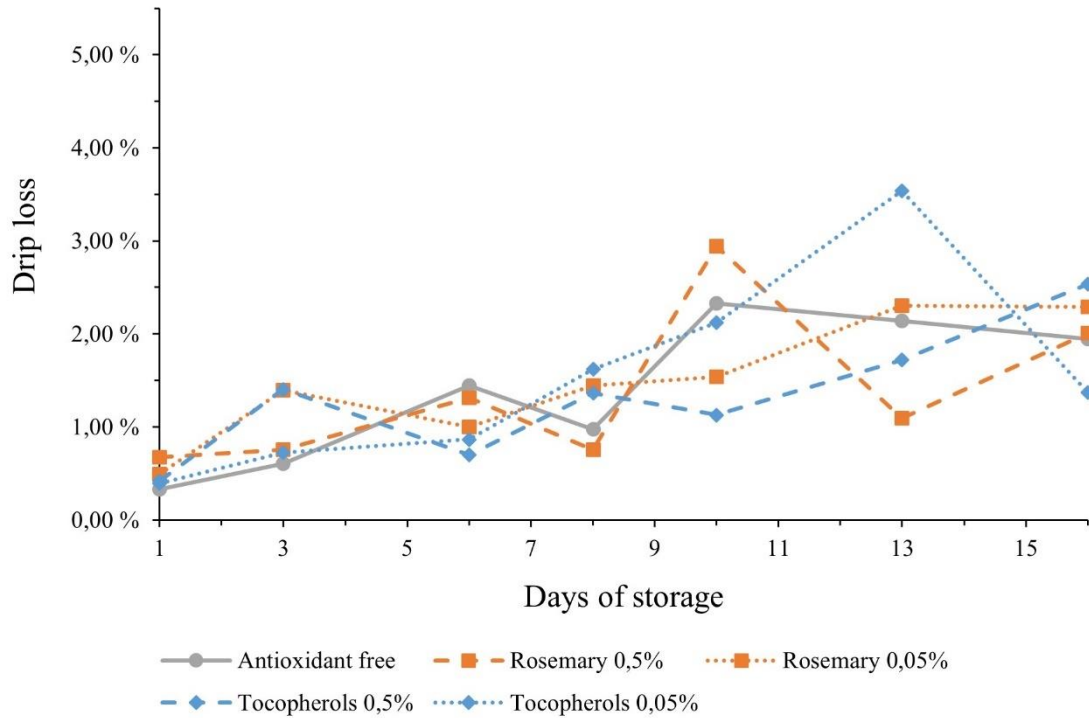 5,00 %
4,00 %
3,00 %
2,00 %
1,00 %
0,00 %
Drip loss
1 3 5 7 9 11 13 15
Days of storage
Antioxidant free Rosemary 0,5% Rosemary 0,05%
Tocopherols 0,5% Tocopherols 0,05%